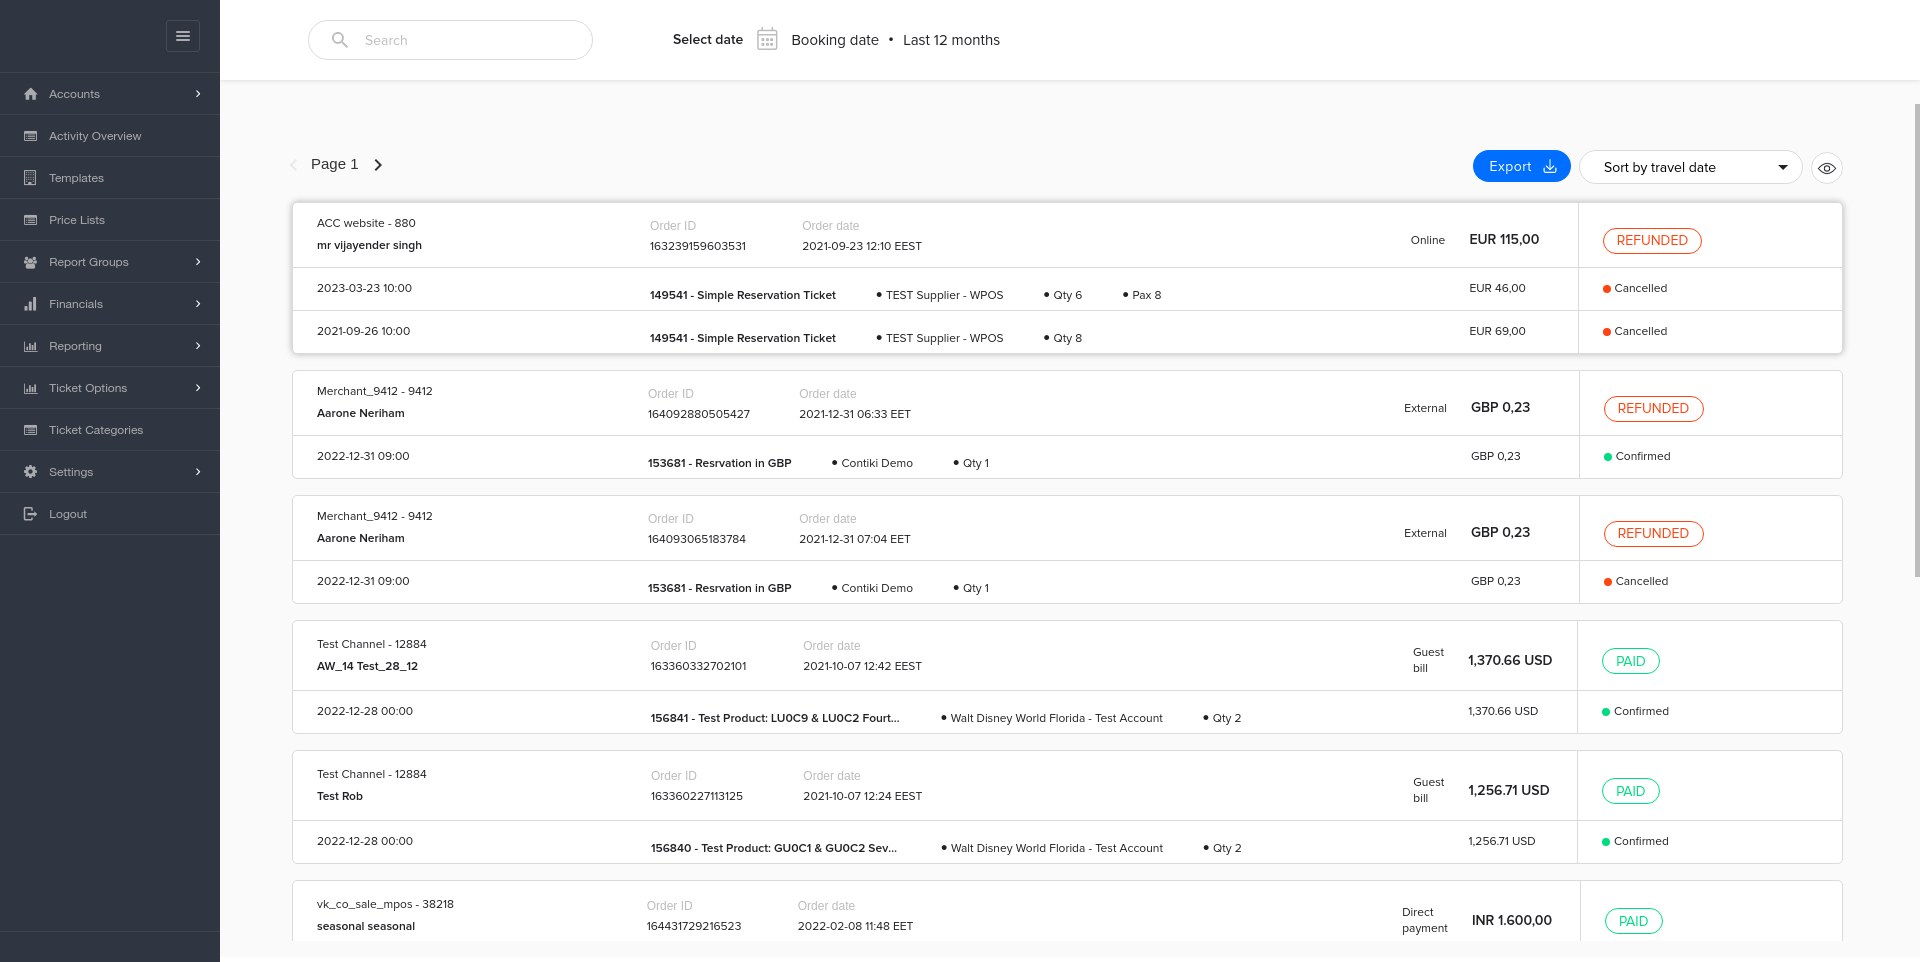 Search
Select date Booking date • Last 12 months
Accounts
Activity Overview
Templates
Price Lists
Report Groups
Financials
Reporting
Ticket Options
Ticket Categories
Settings
Logout
Page 1
Export
Sort by travel date
ACC website - 880
mr vijayender singh
Order ID
163239159603531
Order date
2021-09-23 12:10 EEST
Online
EUR 115,00
REFUNDED
2023-03-23 10:00
149541 - Simple Reservation Ticket • TEST Supplier - WPOS • Qty 6 • Pax 8
EUR 46,00
Cancelled
2021-09-26 10:00
149541 - Simple Reservation Ticket • TEST Supplier - WPOS • Qty 8
EUR 69,00
Cancelled
Merchant_9412 - 9412
Aarone Neriham
Order ID
164092880505427
Order date
2021-12-31 06:33 EET
External
GBP 0,23
REFUNDED
2022-12-31 09:00
153681 - Resrvation in GBP • Contiki Demo • Qty 1
GBP 0,23
Confirmed
Merchant_9412 - 9412
Aarone Neriham
Order ID
164093065183784
Order date
2021-12-31 07:04 EET
External
GBP 0,23
REFUNDED
2022-12-31 09:00
153681 - Resrvation in GBP • Contiki Demo • Qty 1
GBP 0,23
Cancelled
Test Channel - 12884
AW_14 Test_28_12
Order ID
163360332702101
Order date
2021-10-07 12:42 EEST
Guest
bill
1,370.66 USD
PAID
2022-12-28 00:00
156841 - Test Product: LU0C9 & LU0C2 Fourt... • Walt Disney World Florida - Test Account • Qty 2
1,370.66 USD
Confirmed
Test Channel - 12884
Test Rob
Order ID
163360227113125
Order date
2021-10-07 12:24 EEST
Guest
bill
1,256.71 USD
PAID
2022-12-28 00:00
156840 - Test Product: GU0C1 & GU0C2 Sev... • Walt Disney World Florida - Test Account • Qty 2
1,256.71 USD
Confirmed
vk_co_sale_mpos - 38218
seasonal seasonal
Order ID
164431729216523
Order date
2022-02-08 11:48 EET
Direct
payment
INR 1.600,00
PAID